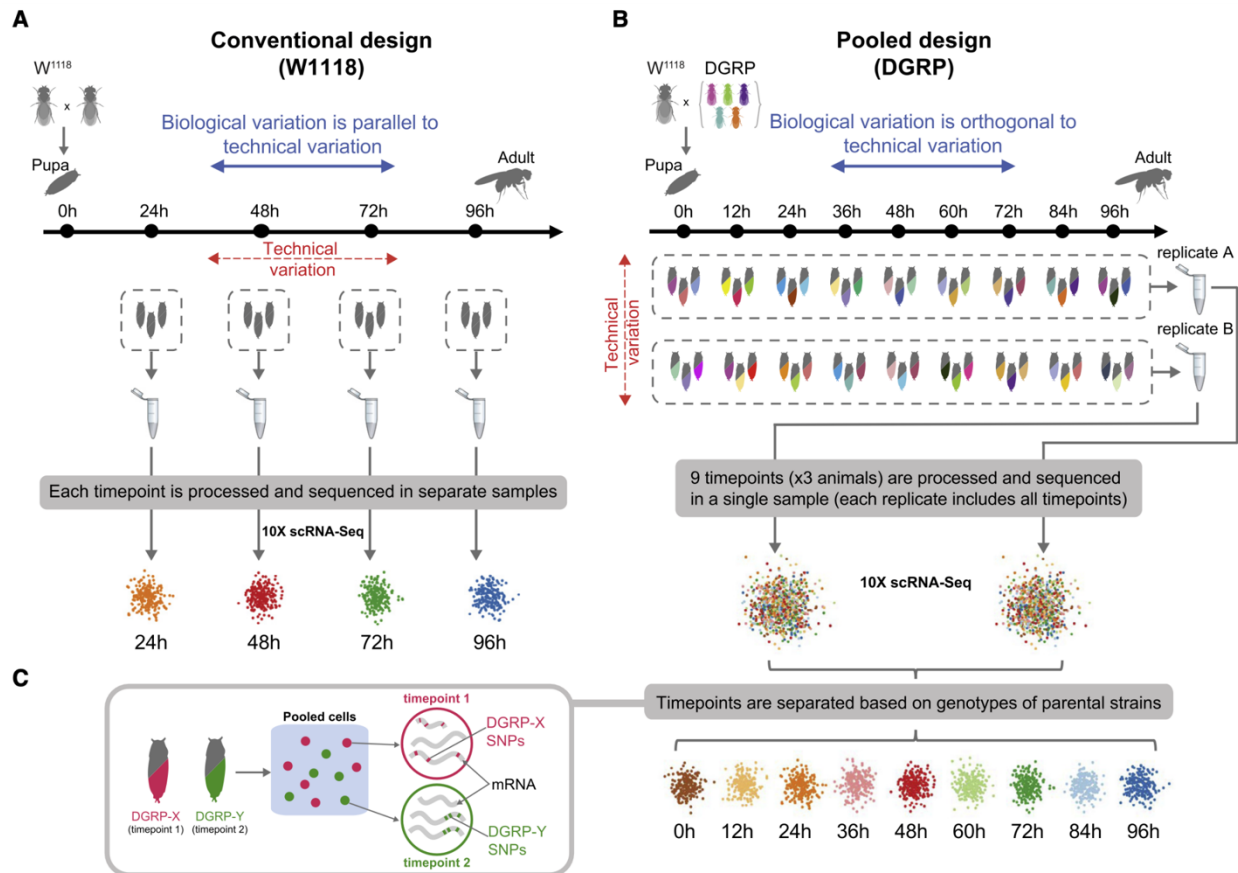 A
Conventional design
(W1118)
W1118
x
Biological variation is parallel to
technical variation
Pupa
Adult
0h 24h 48h 72h 96h
Technical
variation
Each timepoint is processed and sequenced in separate samples
10X scRNA-Seq
24h 48h 72h 96h
B
Pooled design
(DGRP)
W1118
x
DGRP
Biological variation is orthogonal to
technical variation
Pupa
Adult
0h 12h 24h 36h 48h 60h 72h 84h 96h
Technical
variation
replicate A
replicate B
9 timepoints (x3 animals) are processed and sequenced
in a single sample (each replicate includes all timepoints)
10X scRNA-Seq
Timepoints are separated based on genotypes of parental strains
0h 12h 24h 36h 48h 60h 72h 84h 96h
C
DGRP-X
(timepoint 1)
DGRP-Y
(timepoint 2)
Pooled cells
timepoint 1
DGRP-X
SNPs
mRNA
DGRP-Y
SNPs
timepoint 2